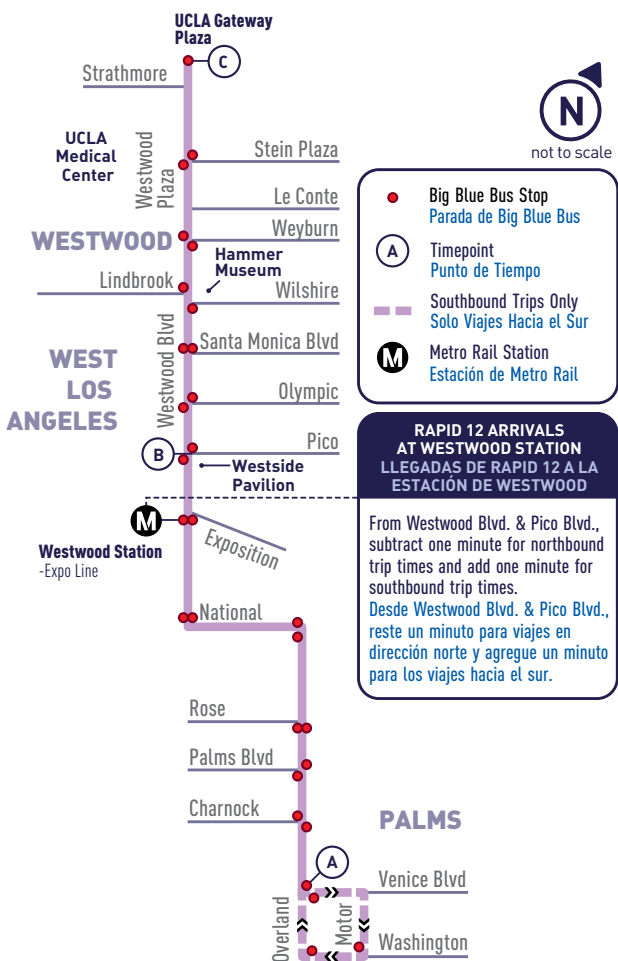 UCLA Gateway
Plaza
C
Strathmore
N
not to scale
UCLA
Medical
Center
Westwood
Plaza
Stein Plaza
Le Conte
Weyburn
WESTWOOD
Hammer
Museum
Lindbrook
Wilshire
Westwood Blvd
Santa Monica Blvd
WEST
LOS
ANGELES
Olympic
Pico
B
Westside
Pavilion
M
Westwood Station
-Expo Line
Exposition
National
Rose
Palms Blvd
Charnock
PALMS
A
Venice Blvd
Overland
Motor
Washington
Big Blue Bus Stop
Parada de Big Blue Bus
A
Timepoint
Punto de Tiempo
Southbound Trips Only
Solo Viajes Hacia el Sur
M
Metro Rail Station
Estación de Metro Rail
RAPID 12 ARRIVALS
AT WESTWOOD STATION
LLEGADAS DE RAPID 12 A LA
ESTACIÓN DE WESTWOOD
From Westwood Blvd. & Pico Blvd.,
subtract one minute for northbound
trip times and add one minute for
southbound trip times.
Desde Westwood Blvd. & Pico Blvd.,
reste un minuto para viajes en
dirección norte y agregue un minuto
para los viajes hacia el sur.